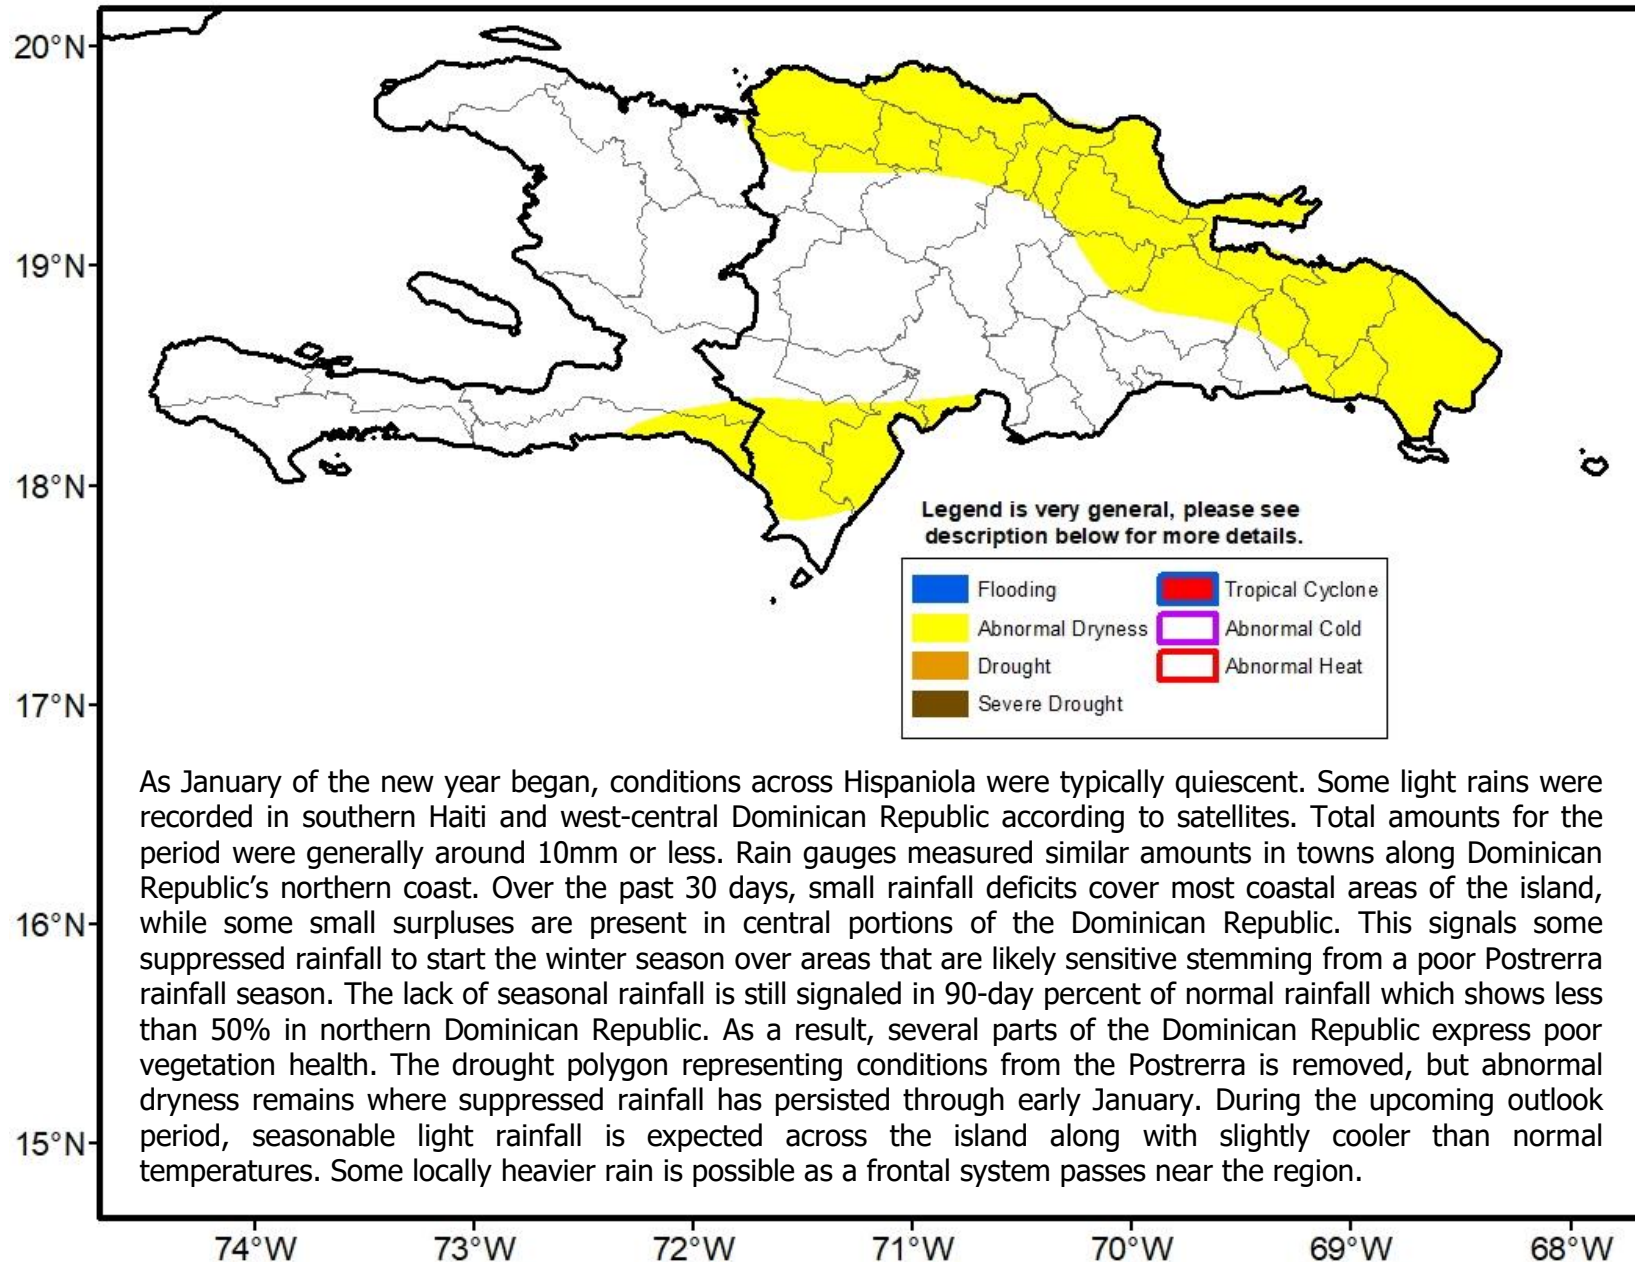 20°N
19°N
18°N
17°N
16°N
15°N
Legend is very general, please see
description below for more details.
Flooding
Abnormal Dryness
Drought
Severe Drought
Tropical Cyclone
Abnormal Cold
Abnormal Heat
As January of the new year began, conditions across Hispaniola were typically quiescent. Some light rains were
recorded in southern Haiti and west-central Dominican Republic according to satellites. Total amounts for the
period were generally around 10mm or less. Rain gauges measured similar amounts in towns along Dominican
Republic's northern coast. Over the past 30 days, small rainfall deficits cover most coastal areas of the island,
while some small surpluses are present in central portions of the Dominican Republic. This signals some
suppressed rainfall to start the winter season over areas that are likely sensitive stemming from a poor Postrerra
rainfall season. The lack of seasonal rainfall is still signaled in 90-day percent of normal rainfall which shows less
than 50% in northern Dominican Republic. As a result, several parts of the Dominican Republic express poor
vegetation health. The drought polygon representing conditions from the Postrerra is removed, but abnormal
dryness remains where suppressed rainfall has persisted through early January. During the upcoming outlook
period, seasonable light rainfall is expected across the island along with slightly cooler than normal
temperatures. Some locally heavier rain is possible as a frontal system passes near the region.
74°W
73°W
72°W
71°W
70°W
69°W
68°W